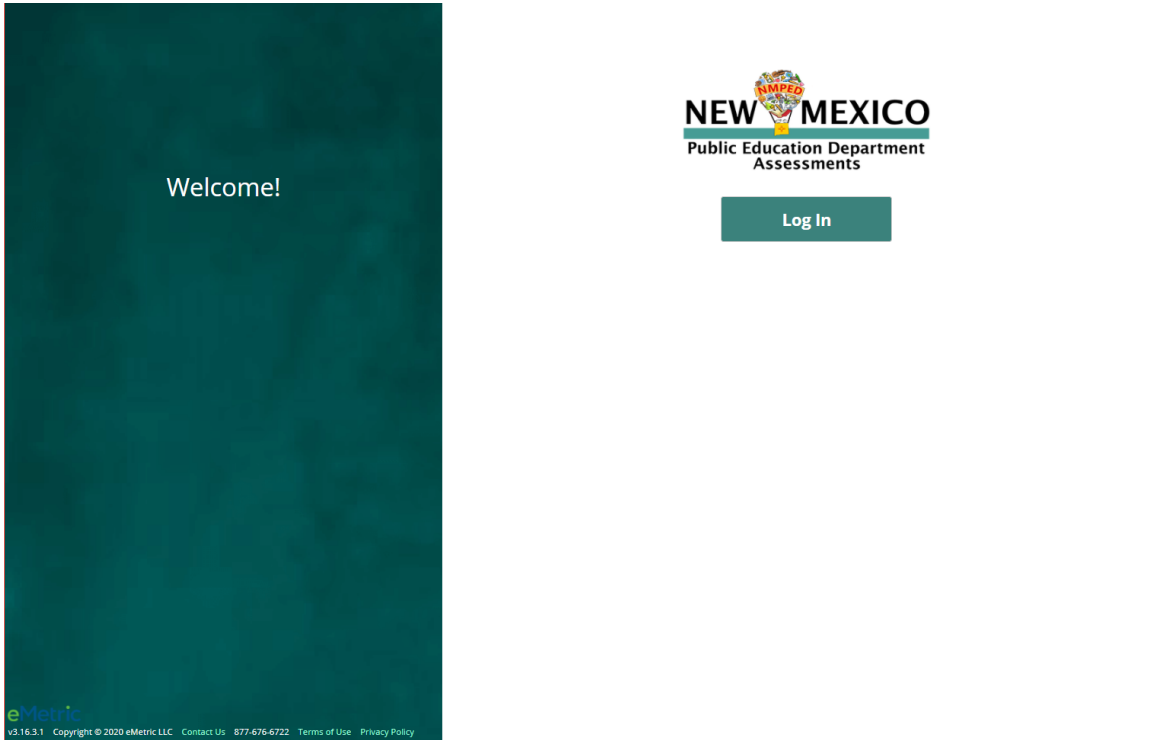 Welcome!
NMPED
NEW MEXICO
Public Education Department
Assessments
Log In
eMetric
v3.16.3.1 Copyright © 2020 eMetric LLC Contact Us 877-676-6722 Terms of Use Privacy Policy